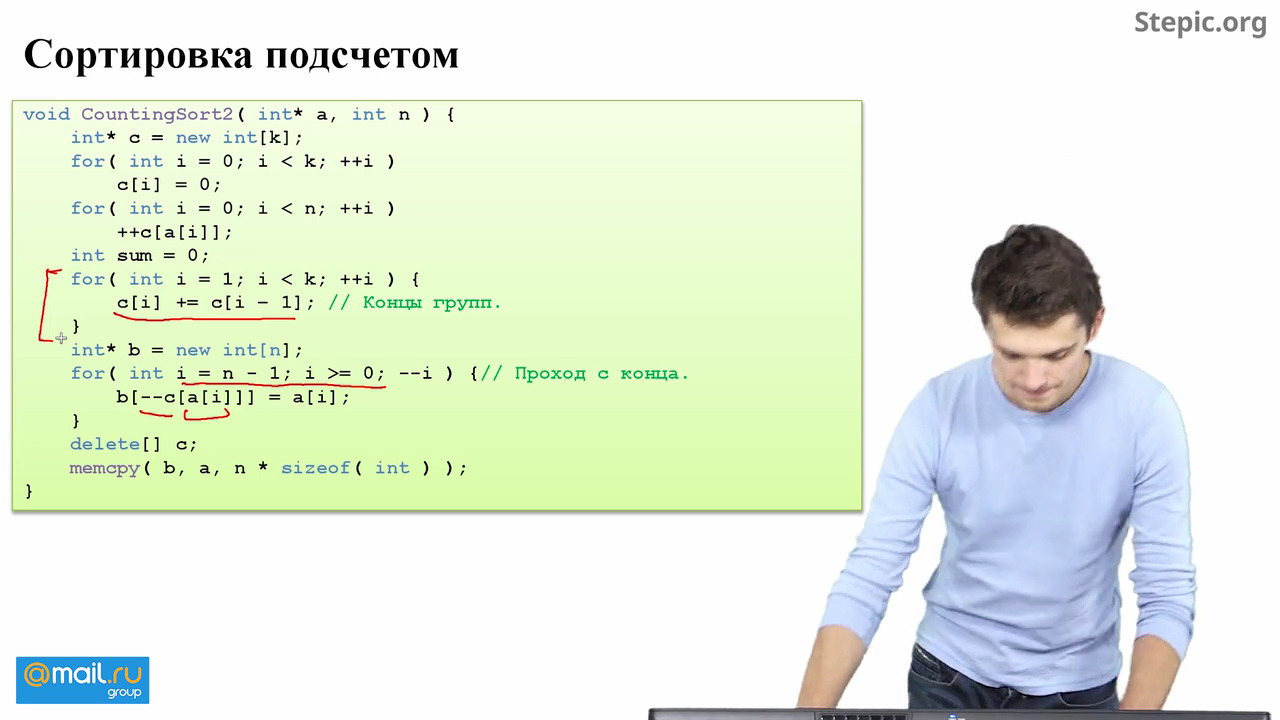 Stepic.org
Сортировка подсчетом
void CountingSort2( int* a, int n ) {
int* c = new int[k];
for( int i = 0; i < k; ++i )
c[i] = 0;
for( int i = 0; i < n; ++i )
++c[a[i]];
int sum = 0;
for( int i = 1; i < k; ++i ) {
c[i] += c[i – 1]; // Концы групп.
}
int* b = new int[n];
for( int i = n - 1; i >= 0; --i ) {// Проход с конца.
b[--c[a[i]]] = a[i];
}
delete[] c;
memcpy( b, a, n * sizeof( int ) );
}
@mail.ru
group